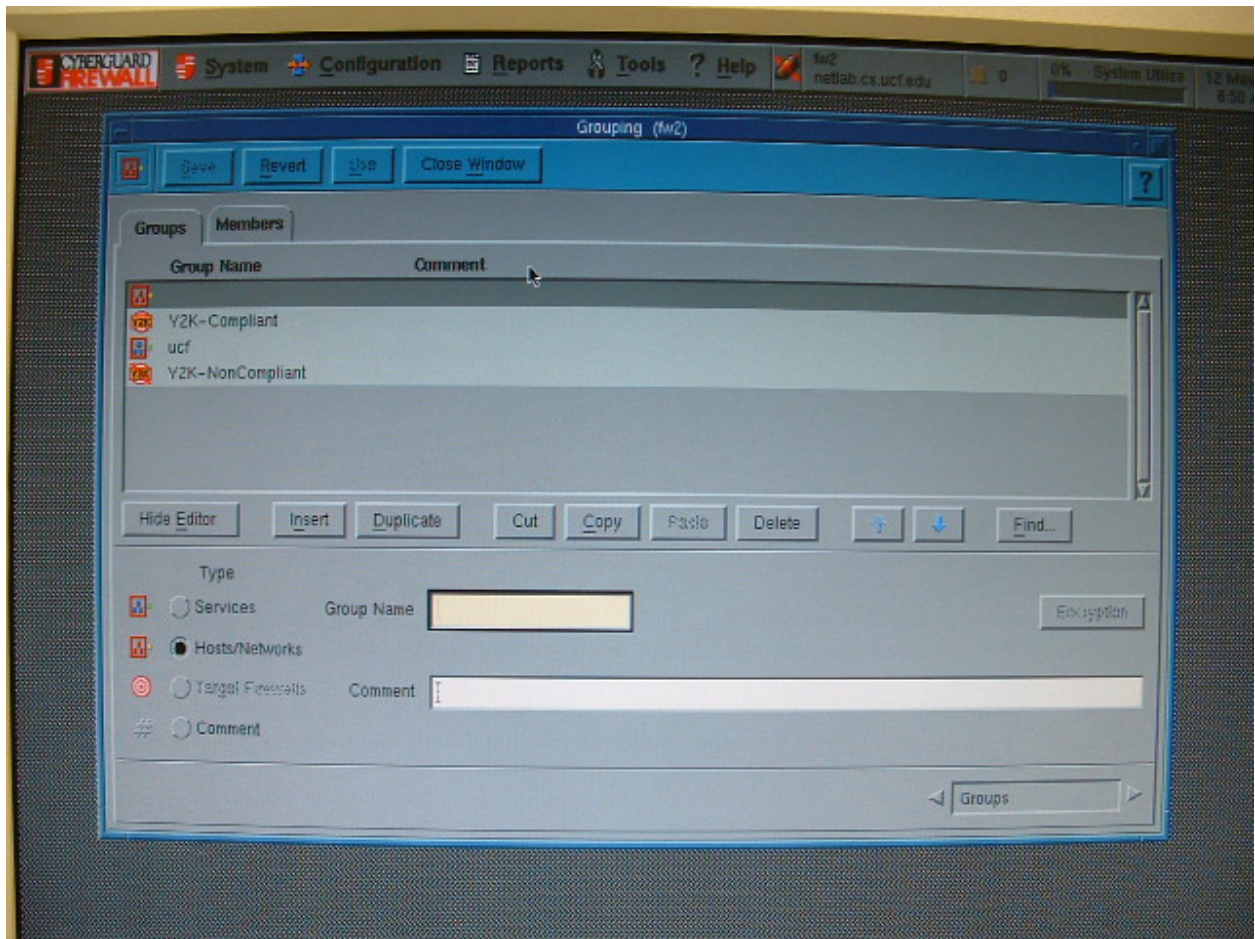 CYBERGUARD FIREWALL System Configuration Reports Tools ? Help fw2 netlab.cs.ucf.edu 0 0% System Utiliza 12
Grouping (fw2)
Save Revert Use Close Window ?
Groups Members
Group Name Comment
Y2K-Compliant
ucf
Y2K-NonCompliant
Hide Editor Insert Duplicate Cut Copy Paste Delete Find...
Type
Services Group Name Encryption
Hosts/Networks
Target Firewalls Comment
# Comment
Groups